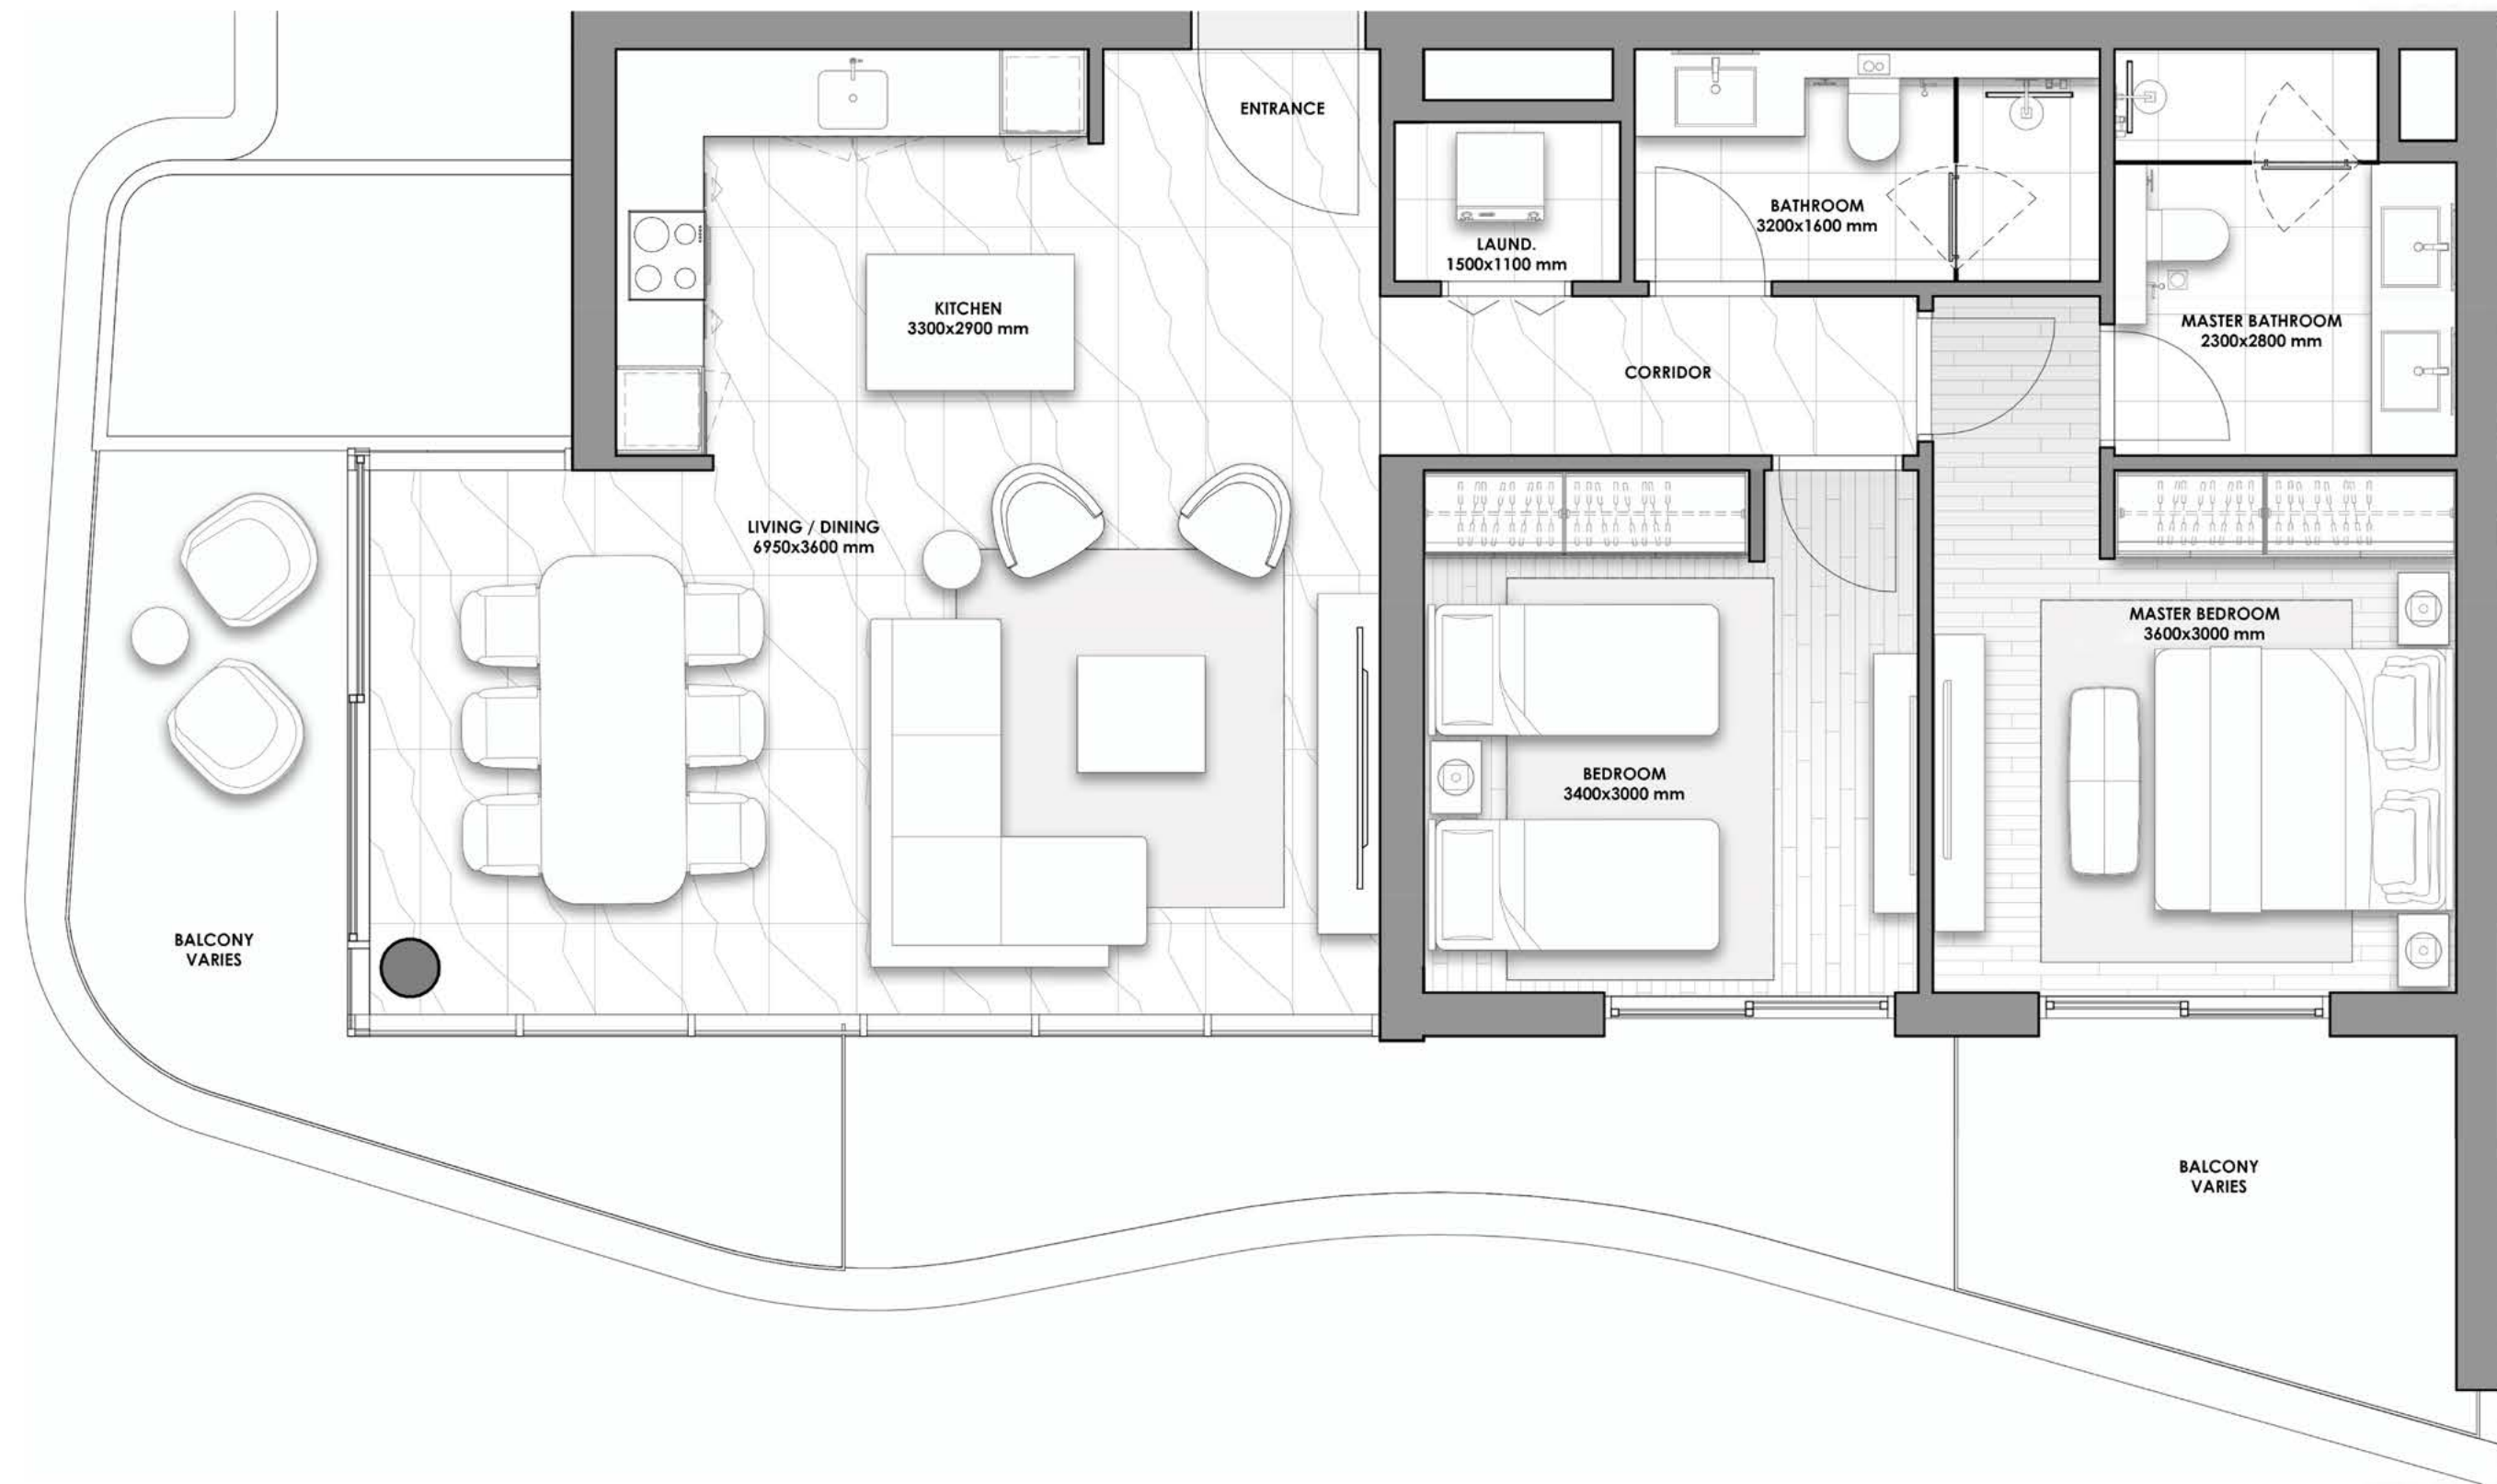 ENTRANCE
KITCHEN
3300x2900 mm
LAUND.
1500x1100 mm
BATHROOM
3200x1600 mm
MASTER BATHROOM
2300x2800 mm
CORRIDOR
LIVING / DINING
6950x3600 mm
BEDROOM
3400x3000 mm
MASTER BEDROOM
3600x3000 mm
BALCONY
VARIES
BALCONY
VARIES